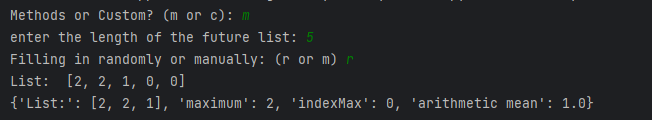 Methods or Custom? (m or c): m
enter the length of the future list: 5
Filling in randomly or manually: (r or m) r
List:  [2, 2, 1, 0, 0]
{'List:': [2, 2, 1], 'maximum': 2, 'indexMax': 0, 'arithmetic mean': 1.0}